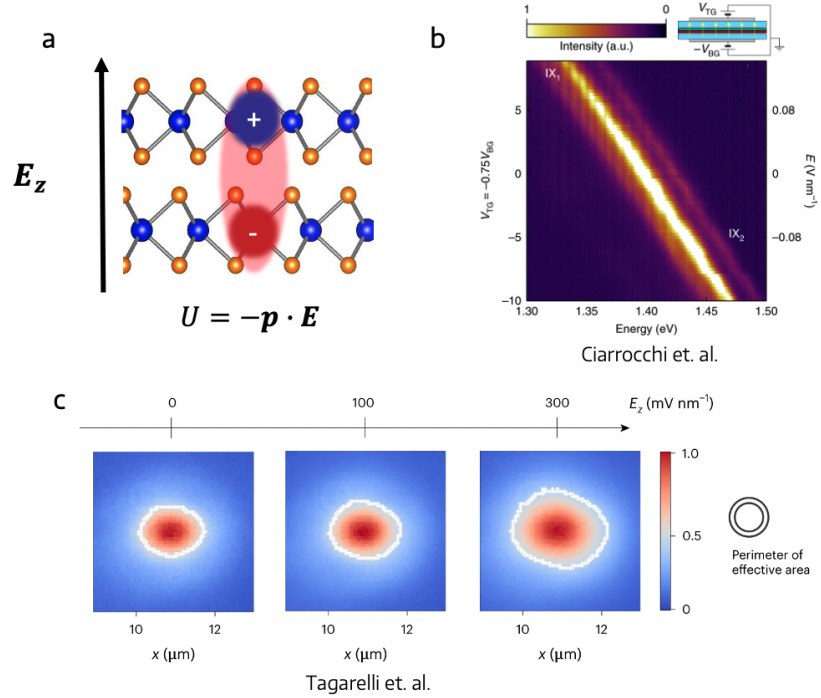 a
E_z
+
-
U = −p · E
b
1
0
Intensity (a.u.)
V_TG
−V_BG
IX_1
IX_2
V_TG = −0.75V_BG
5
0
−5
−10
0.08
0
−0.08
E (V nm⁻¹)
1.30
1.35
1.40
1.45
1.50
Energy (eV)
Ciarrocchi et. al.
c
0
100
300
E_z (mV nm⁻¹)
10
12
x (μm)
10
12
x (μm)
10
12
x (μm)
1.0
0.5
0
Perimeter of
effective area
Tagarelli et. al.